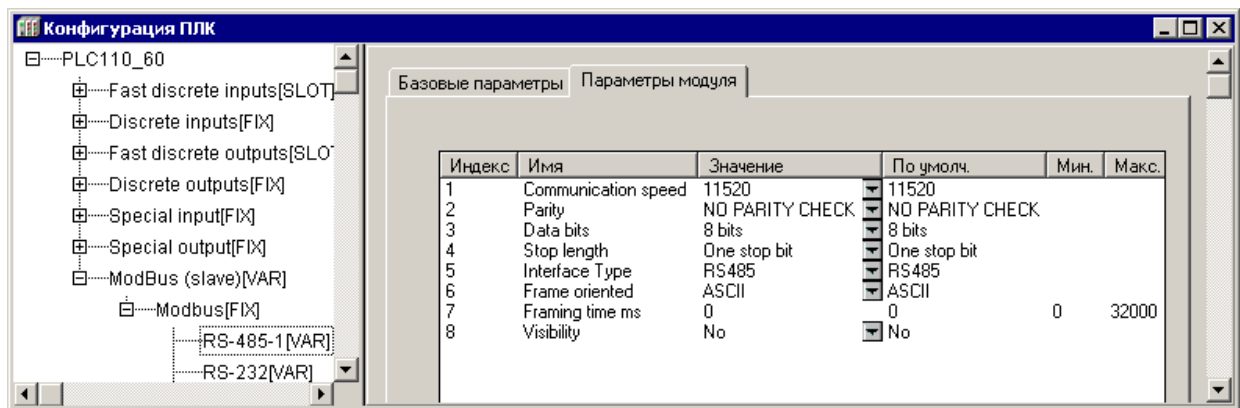 Конфигурация ПЛК
PLC110_60
Fast discrete inputs[SLOT]
Discrete inputs[FIX]
Fast discrete outputs[SLO
Discrete outputs[FIX]
Special input[FIX]
Special output[FIX]
ModBus (slave)[VAR]
Modbus[FIX]
RS-485-1[VAR]
RS-232[VAR]
Базовые параметры Параметры модуля
Индекс Имя Значение По умолч. Мин. Макс.
1 Communication speed 11520 11520
2 Parity NO PARITY CHECK NO PARITY CHECK
3 Data bits 8 bits 8 bits
4 Stop length One stop bit One stop bit
5 Interface Type RS485 RS485
6 Frame oriented ASCII ASCII
7 Framing time ms 0 0 0 32000
8 Visibility No No